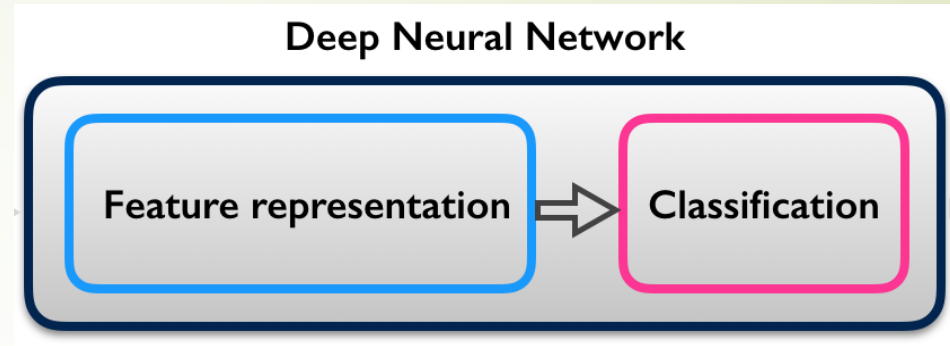 Deep Neural Network
Feature representation
Classification